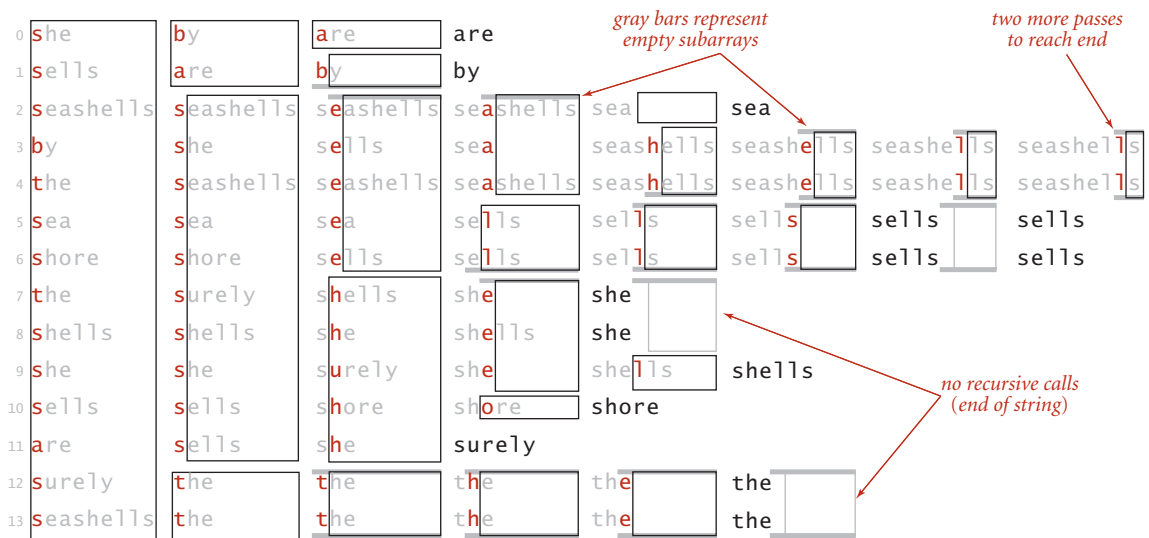 gray bars represent
empty subarrays
two more passes
to reach end
0 she by are are
1 sells are by by
2 seashells seashells seashells seashells sea sea
3 by she sells sea seashells seashells seashells seashells
4 the seashells seashells seashells seashells seashells seashells seashells
5 sea sea sea sells sells sells sells sells
6 shore shore sells sells sells sells sells sells
7 the surely shells she she
8 shells shells she shells she
9 she she surely she shells shells
10 sells sells shore shore shore
11 are sells she surely
12 surely the the the the the
13 seashells the the the the the
no recursive calls
(end of string)